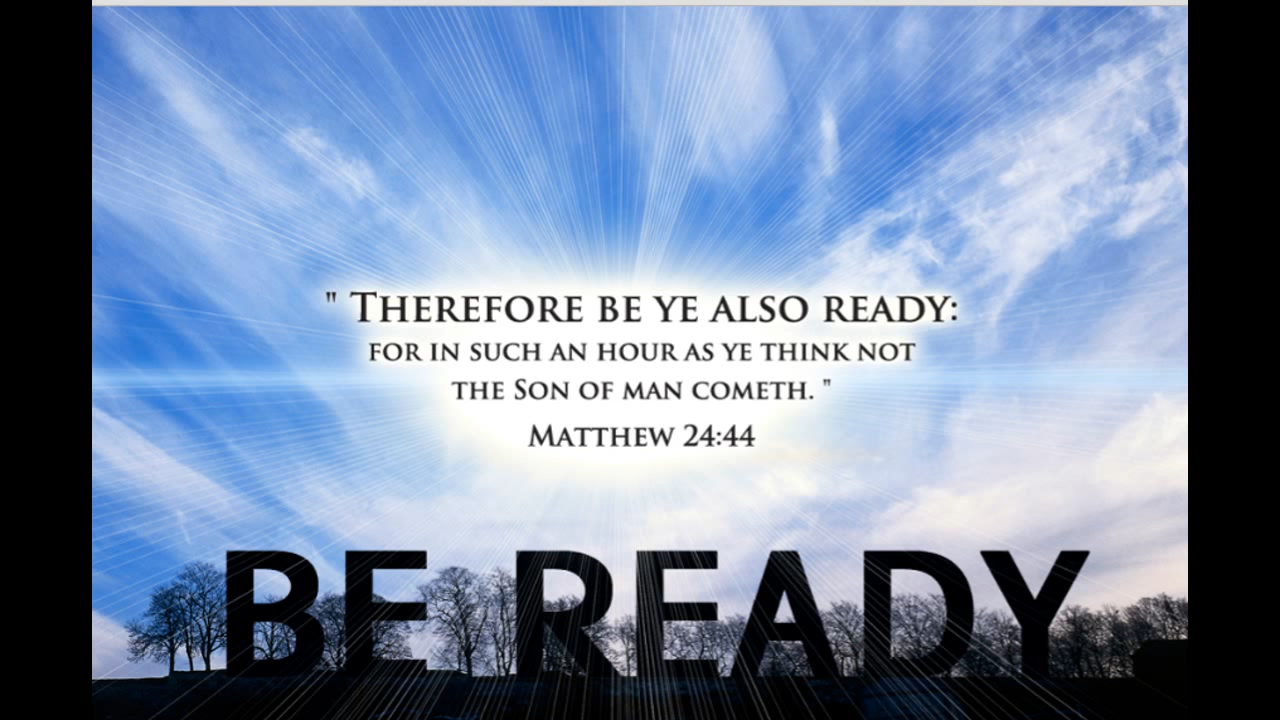 " Therefore be ye also ready:
for in such an hour as ye think not
the Son of man cometh. "
Matthew 24:44
BE READY